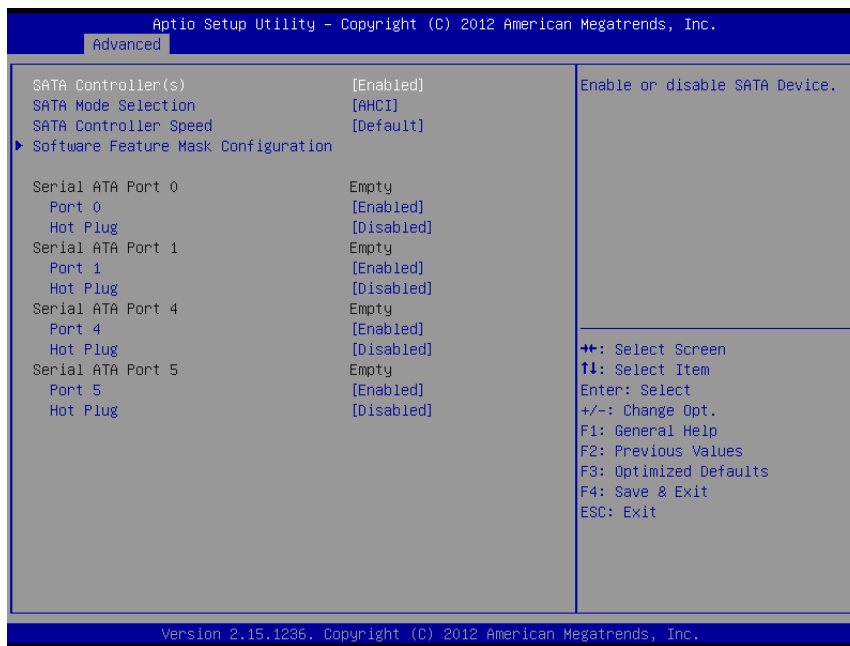 Aptio Setup Utility – Copyright (C) 2012 American Megatrends, Inc.
Advanced
SATA Controller(s) [Enabled]
SATA Mode Selection [AHCI]
SATA Controller Speed [Default]
▶ Software Feature Mask Configuration
Serial ATA Port 0 Empty
Port 0 [Enabled]
Hot Plug [Disabled]
Serial ATA Port 1 Empty
Port 1 [Enabled]
Hot Plug [Disabled]
Serial ATA Port 4 Empty
Port 4 [Enabled]
Hot Plug [Disabled]
Serial ATA Port 5 Empty
Port 5 [Enabled]
Hot Plug [Disabled]
Enable or disable SATA Device.
→←: Select Screen
↑↓: Select Item
Enter: Select
+/-: Change Opt.
F1: General Help
F2: Previous Values
F3: Optimized Defaults
F4: Save & Exit
ESC: Exit
Version 2.15.1236. Copyright (C) 2012 American Megatrends, Inc.